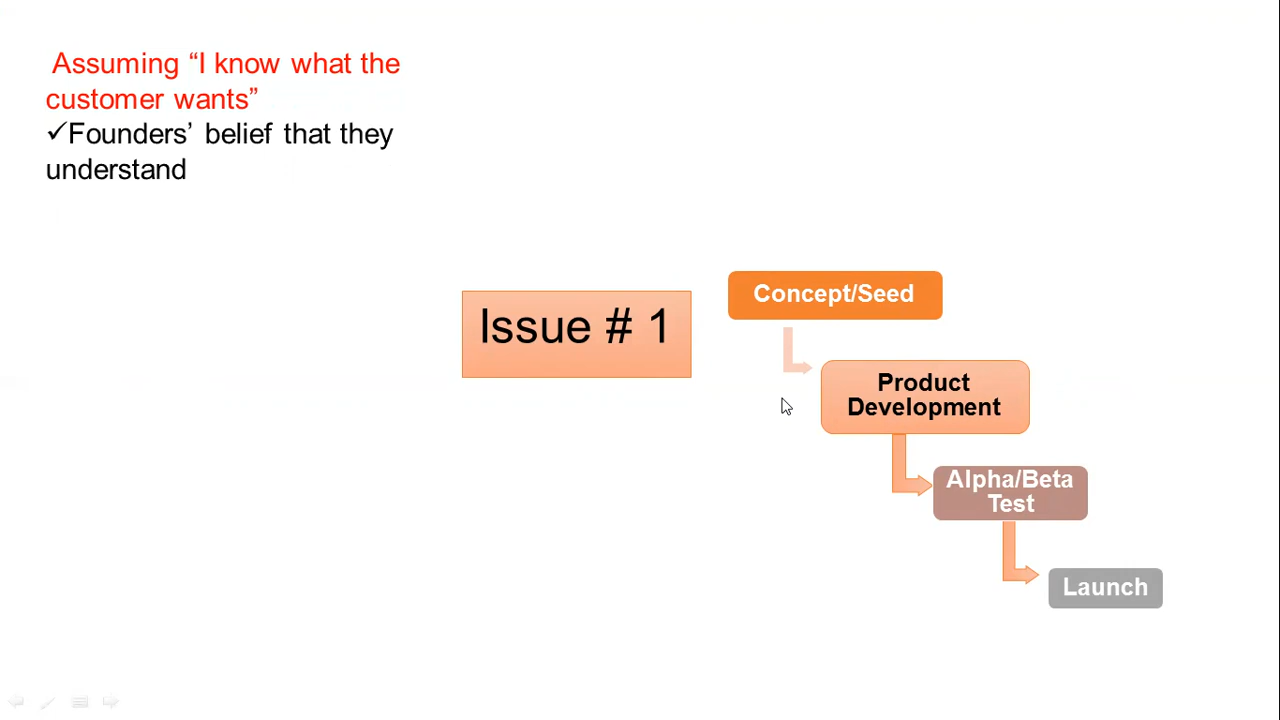 Assuming “I know what the
customer wants”
✓Founders’ belief that they
understand
Issue # 1
Concept/Seed
Product
Development
Alpha/Beta
Test
Launch